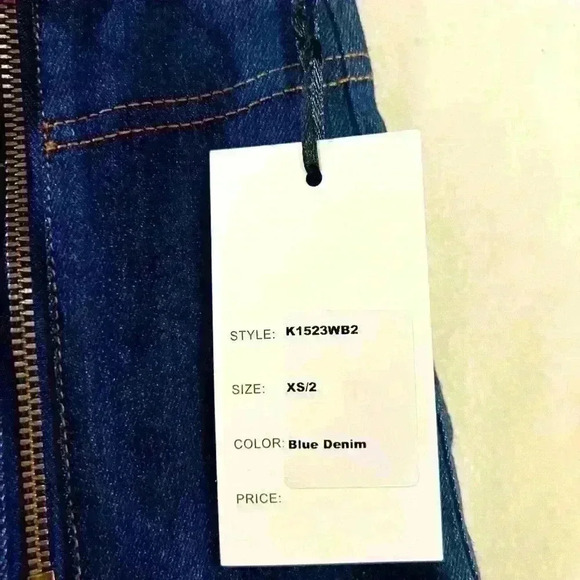 STYLE: K1523WB2
SIZE: XS/2
COLOR: Blue Denim
PRICE: